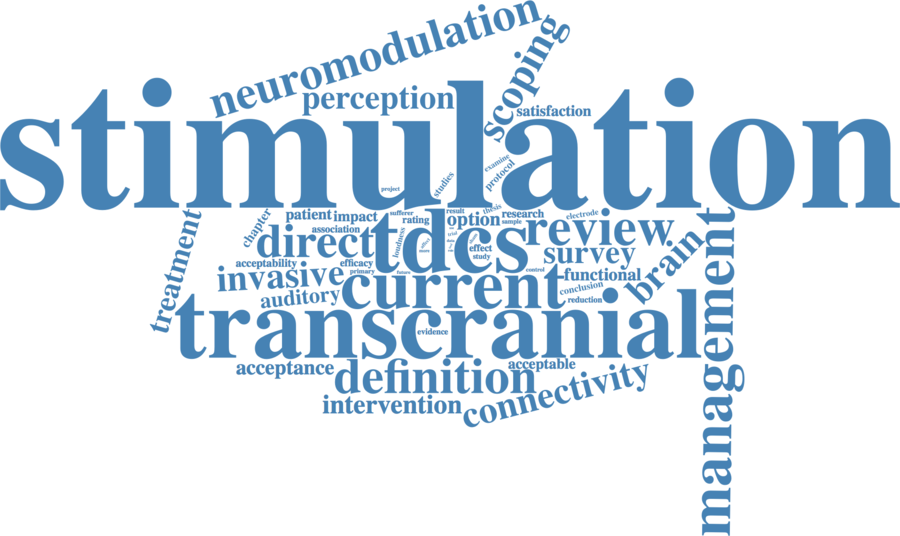 neuromodulation
scoping
perception
satisfaction
stimulation
examine
protocol
studies
project
treatment
chapter
patient
impact
sufferer
rating
result
thesis
option
research
sample
electrode
association
loudness
direct
tdcs
trial
effect
study
review
survey
brain
management
acceptability
efficacy
primary
future
control
functional
invasive
auditory
current
conclusion
reduction
transcranial
evidence
acceptance
acceptable
definition
connectivity
intervention